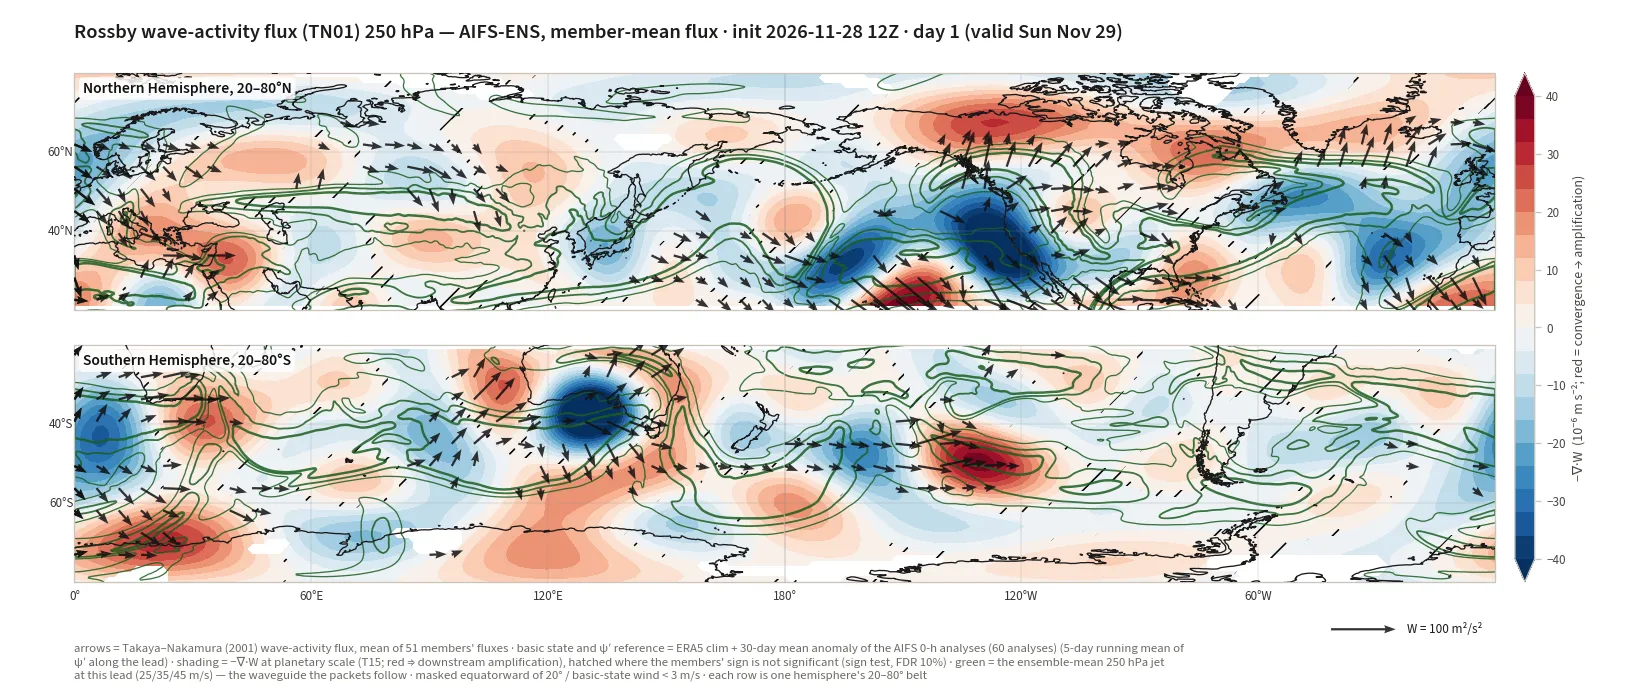 Rossby wave-activity flux (TN01) 250 hPa — AIFS-ENS, member-mean flux · init 2026-11-28 12Z · day 1 (valid Sun Nov 29)
Northern Hemisphere, 20–80°N
60°N
40°N
Southern Hemisphere, 20–80°S
40°S
60°S
0°
60°E
120°E
180°
120°W
60°W
40
30
20
10
0
−10
−20
−30
−40
−∇·W (10⁻⁶ m s⁻²; red = convergence → amplification)
W = 100 m²/s²
arrows = Takaya–Nakamura (2001) wave-activity flux, mean of 51 members' fluxes · basic state and ψ′ reference = ERA5 clim + 30-day mean anomaly of the AIFS 0-h analyses (60 analyses) (5-day running mean of
ψ′ along the lead) · shading = −∇·W at planetary scale (T15; red ⇒ downstream amplification), hatched where the members' sign is not significant (sign test, FDR 10%) · green = the ensemble-mean 250 hPa jet
at this lead (25/35/45 m/s) — the waveguide the packets follow · masked equatorward of 20° / basic-state wind < 3 m/s · each row is one hemisphere's 20–80° belt